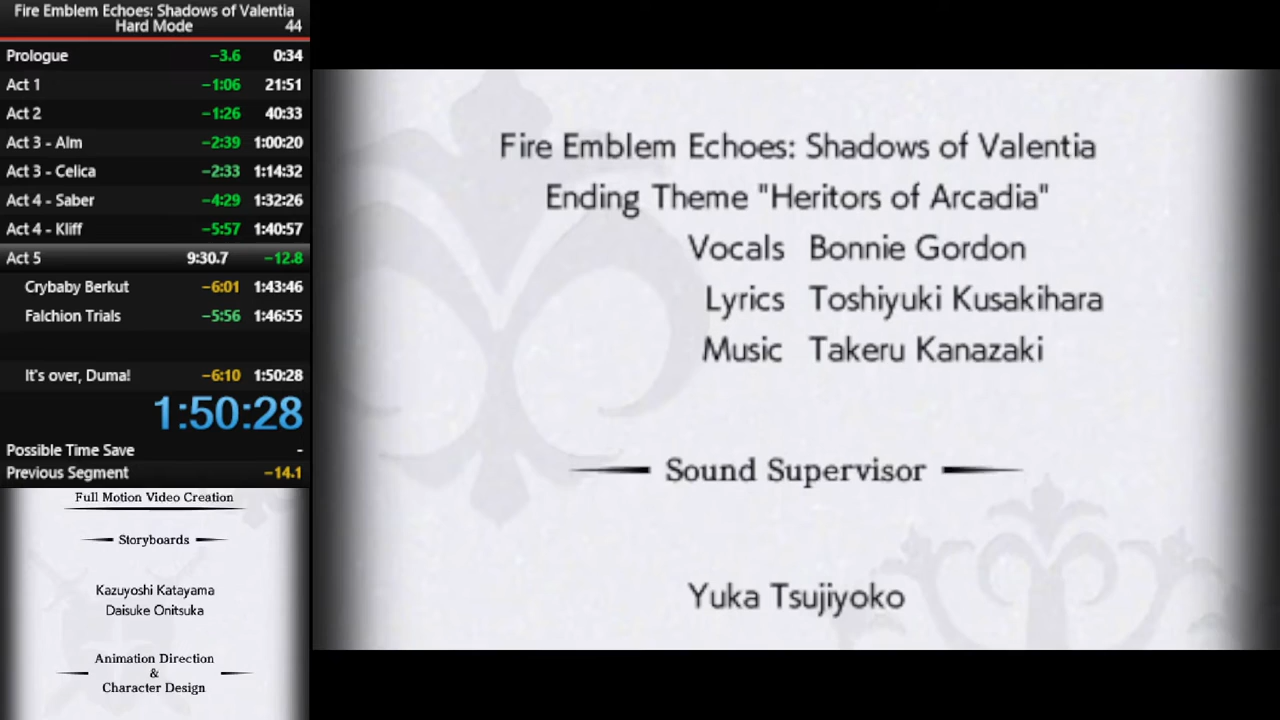 Fire Emblem Echoes: Shadows of Valentia
Hard Mode 44
Prologue -3.6 0:34
Act 1 -1:06 21:51
Act 2 -1:26 40:33
Act 3 - Alm -2:39 1:00:20
Act 3 - Celica -2:33 1:14:32
Act 4 - Saber -4:29 1:32:26
Act 4 - Kliff -5:57 1:40:57
Act 5 9:30.7 -12.8
Crybaby Berkut -6:01 1:43:46
Falchion Trials -5:56 1:46:55
It's over, Duma! -6:10 1:50:28
1:50:28
Possible Time Save -
Previous Segment -14.1
Full Motion Video Creation
Storyboards
Kazuyoshi Katayama
Daisuke Onitsuka
Animation Direction
&
Character Design
Fire Emblem Echoes: Shadows of Valentia
Ending Theme "Heritors of Arcadia"
Vocals Bonnie Gordon
Lyrics Toshiyuki Kusakihara
Music Takeru Kanazaki
Sound Supervisor
Yuka Tsujiyoko